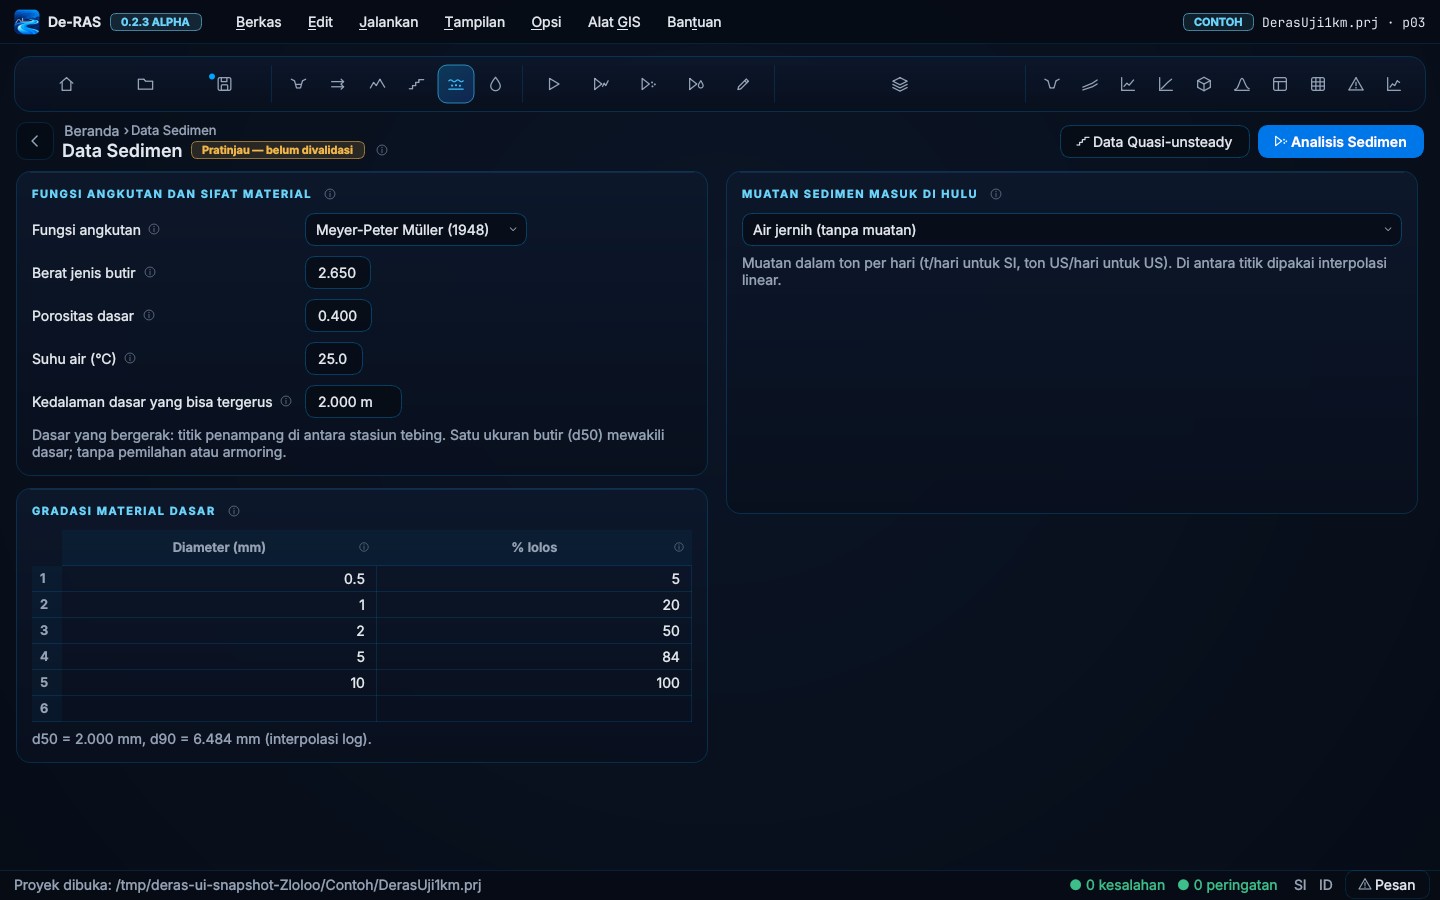 De-RAS 0.2.3 ALPHA Berkas Edit Jalankan Tampilan Opsi Alat GIS Bantuan CONTOH DerasUji1km.prj · p03
Beranda › Data Sedimen
Data Sedimen Pratinjau — belum divalidasi
Data Quasi-unsteady Analisis Sedimen
FUNGSI ANGKUTAN DAN SIFAT MATERIAL
Fungsi angkutan Meyer-Peter Müller (1948)
Berat jenis butir 2.650
Porositas dasar 0.400
Suhu air (°C) 25.0
Kedalaman dasar yang bisa tergerus 2.000 m
Dasar yang bergerak: titik penampang di antara stasiun tebing. Satu ukuran butir (d50) mewakili
dasar; tanpa pemilahan atau armoring.
GRADASI MATERIAL DASAR
Diameter (mm) % lolos
1 0.5 5
2 1 20
3 2 50
4 5 84
5 10 100
6
d50 = 2.000 mm, d90 = 6.484 mm (interpolasi log).
MUATAN SEDIMEN MASUK DI HULU
Air jernih (tanpa muatan)
Muatan dalam ton per hari (t/hari untuk SI, ton US/hari untuk US). Di antara titik dipakai interpolasi
linear.
Proyek dibuka: /tmp/deras-ui-snapshot-Zloloo/Contoh/DerasUji1km.prj
0 kesalahan 0 peringatan SI ID Pesan